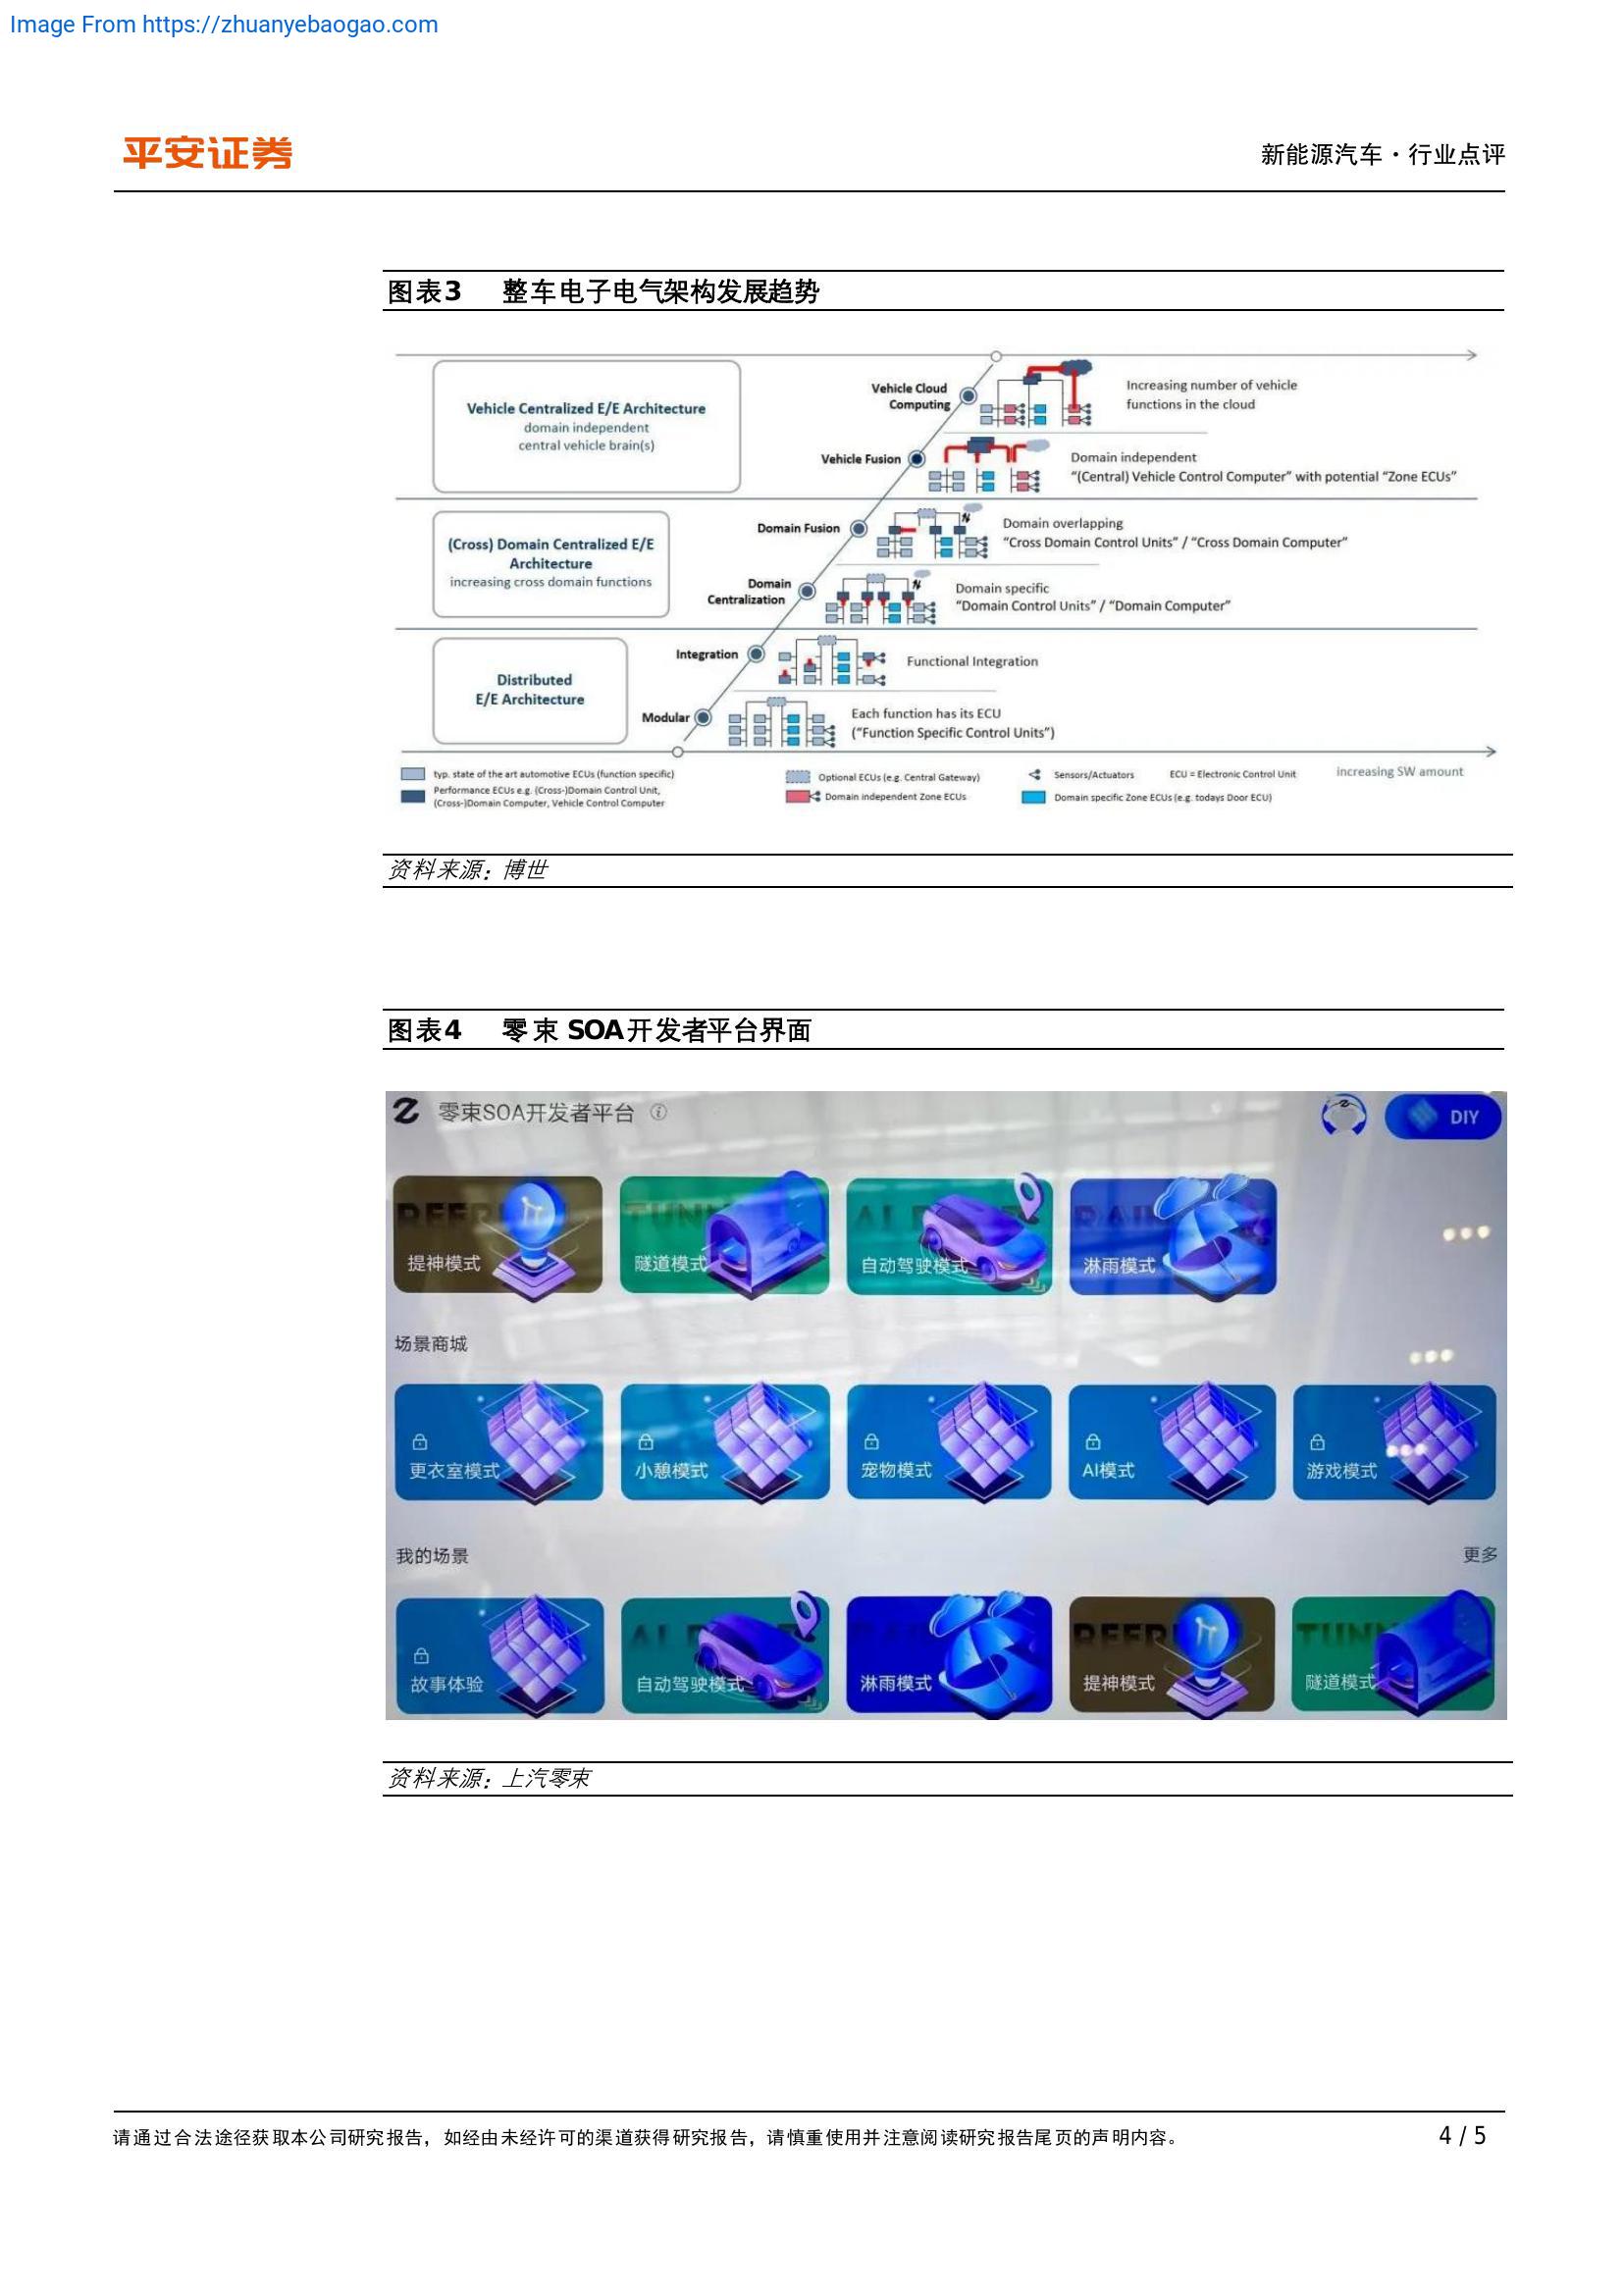 Image From https://zhuanyebaogao.com
平安证券
新能源汽车·行业点评
图表3 整车电子电气架构发展趋势
Vehicle Centralized E/E Architecture
domain independent
central vehicle brain(s)
Vehicle Cloud
Computing
Increasing number of vehicle
functions in the cloud
Vehicle Fusion
Domain independent
“(Central) Vehicle Control Computer” with potential “Zone ECUs”
(Cross) Domain Centralized E/E
Architecture
increasing cross domain functions
Domain Fusion
Domain overlapping
“Cross Domain Control Units” / “Cross Domain Computer”
Domain
Centralization
Domain specific
“Domain Control Units” / “Domain Computer”
Distributed
E/E Architecture
Integration
Functional Integration
Modular
Each function has its ECU
(“Function Specific Control Units”)
typ. state of the art automotive ECUs (function specific)
Performance ECUs e.g. (Cross-)Domain Control Unit,
(Cross-)Domain Computer, Vehicle Control Computer
Optional ECUs (e.g. Central Gateway)
Domain independent Zone ECUs
Sensors/Actuators
ECU = Electronic Control Unit
Domain specific Zone ECUs (e.g. todays Door ECU)
increasing SW amount
资料来源：博世
图表4 零束 SOA开发者平台界面
零束SOA开发者平台
DIY
提神模式
隧道模式
自动驾驶模式
淋雨模式
场景商城
更衣室模式
小憩模式
宠物模式
AI模式
游戏模式
我的场景
更多
故事体验
自动驾驶模式
淋雨模式
提神模式
隧道模式
资料来源：上汽零束
请通过合法途径获取本公司研究报告，如经由未经许可的渠道获得研究报告，请慎重使用并注意阅读研究报告尾页的声明内容。
4 / 5